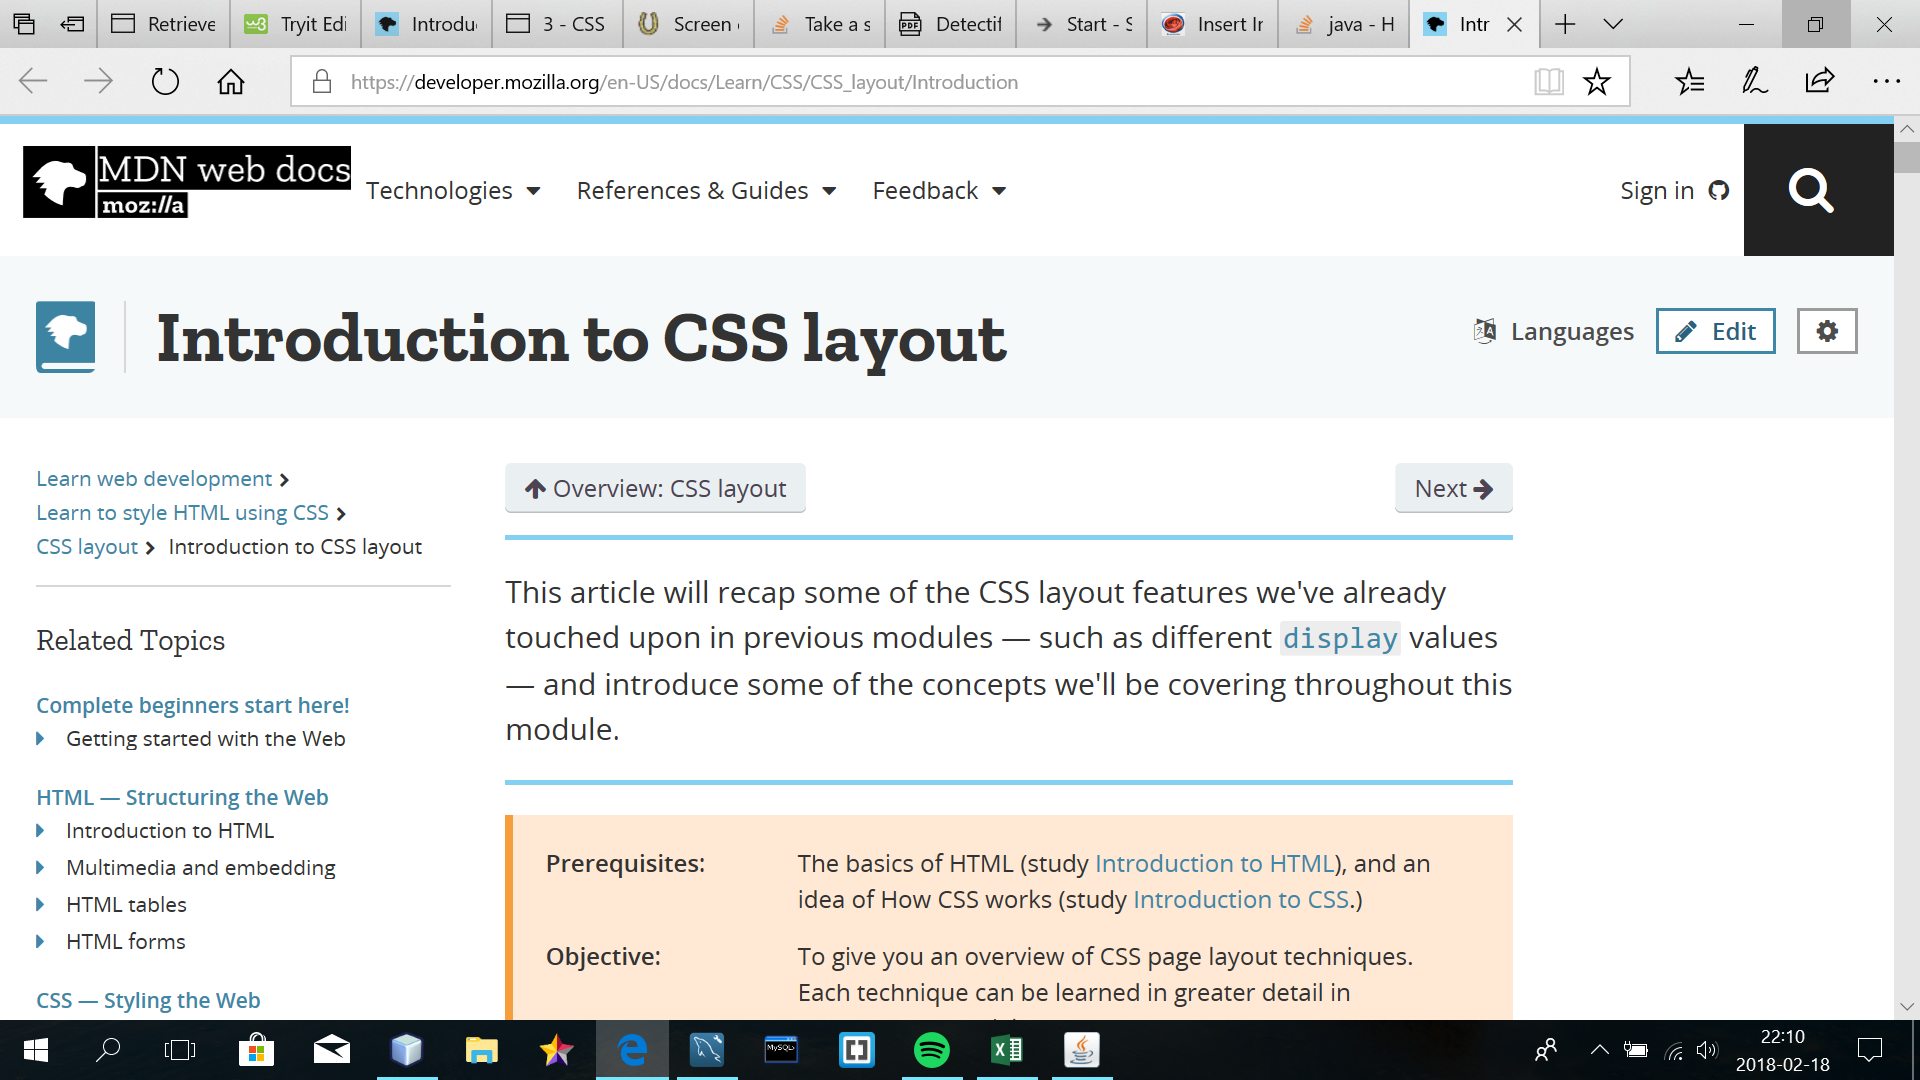 Retrieve
Tryit Edi
Introdu
3 - CSS
Screen
Take a s
Detectif
Start - S
Insert Ir
java - H
Intr
https://developer.mozilla.org/en-US/docs/Learn/CSS/CSS_layout/Introduction
MDN web docs
moz://a
Technologies
References & Guides
Feedback
Sign in
Introduction to CSS layout
Languages
Edit
Learn web development
Learn to style HTML using CSS
CSS layout Introduction to CSS layout
Related Topics
Complete beginners start here!
Getting started with the Web
HTML — Structuring the Web
Introduction to HTML
Multimedia and embedding
HTML tables
HTML forms
CSS — Styling the Web
Overview: CSS layout
Next
This article will recap some of the CSS layout features we've already
touched upon in previous modules — such as different display values
— and introduce some of the concepts we'll be covering throughout this
module.
Prerequisites:
The basics of HTML (study Introduction to HTML), and an
idea of How CSS works (study Introduction to CSS.)
Objective:
To give you an overview of CSS page layout techniques.
Each technique can be learned in greater detail in
MySQL>
22:10
2018-02-18